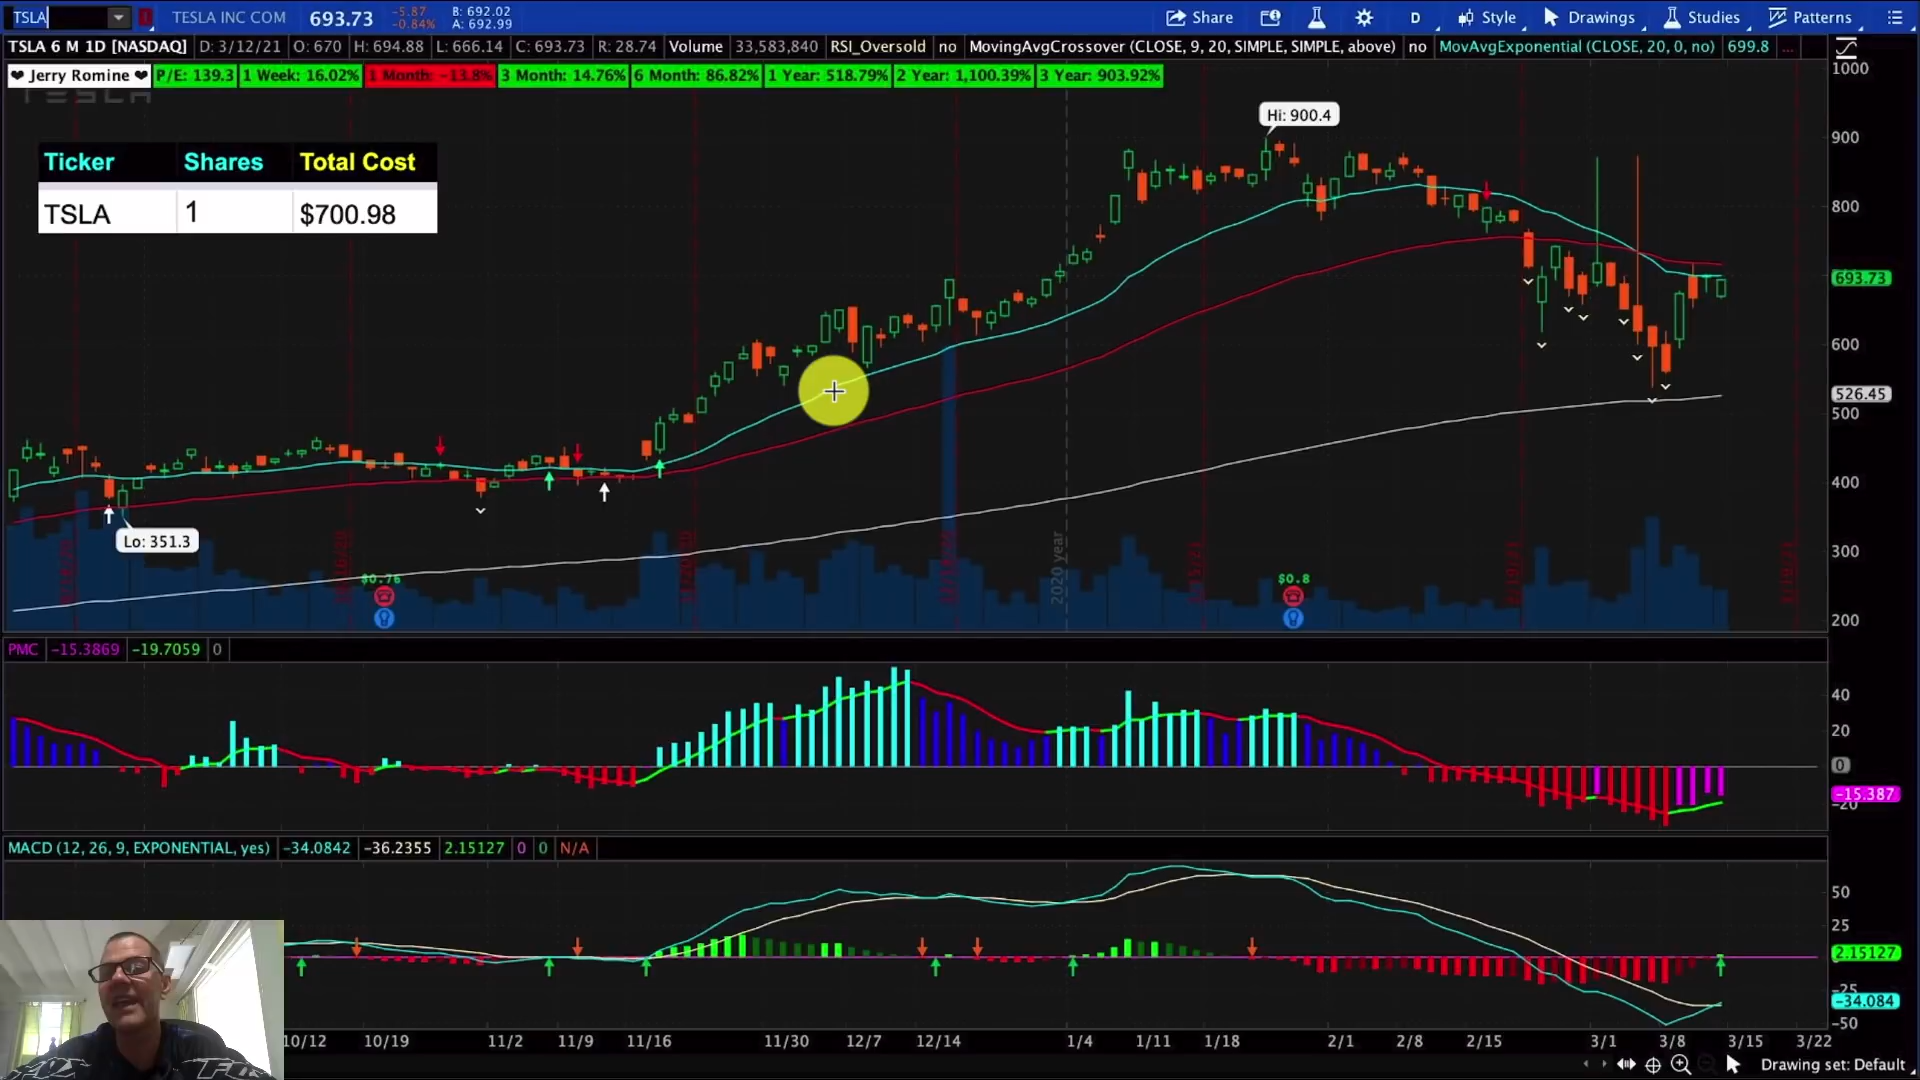 TSLA TESLA INC COM 693.73 -5.87 -0.84% B: 692.02 A: 692.99 Share D Style Drawings Studies Patterns
TSLA 6 M 1D [NASDAQ] D: 3/12/21 O: 670 H: 694.88 L: 666.14 C: 693.73 R: 28.74 Volume 33,583,840 RSI_Oversold no MovingAvgCrossover (CLOSE, 9, 20, SIMPLE, SIMPLE, above) no MovAvgExponential (CLOSE, 20, 0, no) 699.8 ...
❤ Jerry Romine ❤ P/E: 139.3 1 Week: 16.02% 1 Month: -13.8% 3 Month: 14.76% 6 Month: 86.82% 1 Year: 518.79% 2 Year: 1,100.39% 3 Year: 903.92%
TESLA
Ticker Shares Total Cost
TSLA 1 $700.98
Hi: 900.4
Lo: 351.3
1000
900
800
693.73
600
526.45
500
400
300
200
$0.76
$0.8
2020 year
PMC -15.3869 -19.7059 0
40
20
0
-15.387
-20
MACD (12, 26, 9, EXPONENTIAL, yes) -34.0842 -36.2355 2.15127 0 0 N/A
50
25
2.15127
-25
-34.084
-50
10/12 10/19 11/2 11/9 11/16 11/30 12/7 12/14 1/4 1/11 1/18 2/1 2/8 2/15 3/1 3/8 3/15 3/22
Drawing set: Default